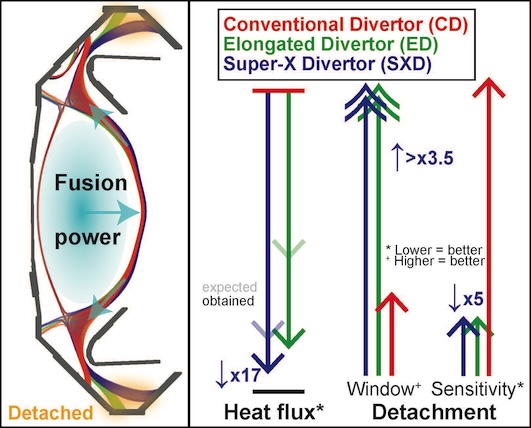 Fusion
power
Detached
Conventional Divertor (CD)
Elongated Divertor (ED)
Super-X Divertor (SXD)
↑>x3.5
* Lower = better
+ Higher = better
expected
obtained
↓x5
↓x17
Window+
Sensitivity*
Heat flux*
Detachment